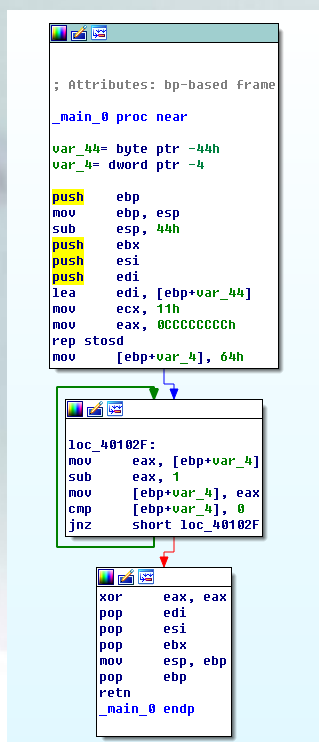 ; Attributes: bp-based frame
_main_0 proc near
var_44= byte ptr -44h
var_4= dword ptr -4
push ebp
mov ebp, esp
sub esp, 44h
push ebx
push esi
push edi
lea edi, [ebp+var_44]
mov ecx, 11h
mov eax, 0CCCCCCCCh
rep stosd
mov [ebp+var_4], 64h
loc_40102F:
mov eax, [ebp+var_4]
sub eax, 1
mov [ebp+var_4], eax
cmp [ebp+var_4], 0
jnz short loc_40102F
xor eax, eax
pop edi
pop esi
pop ebx
mov esp, ebp
pop ebp
retn
_main_0 endp